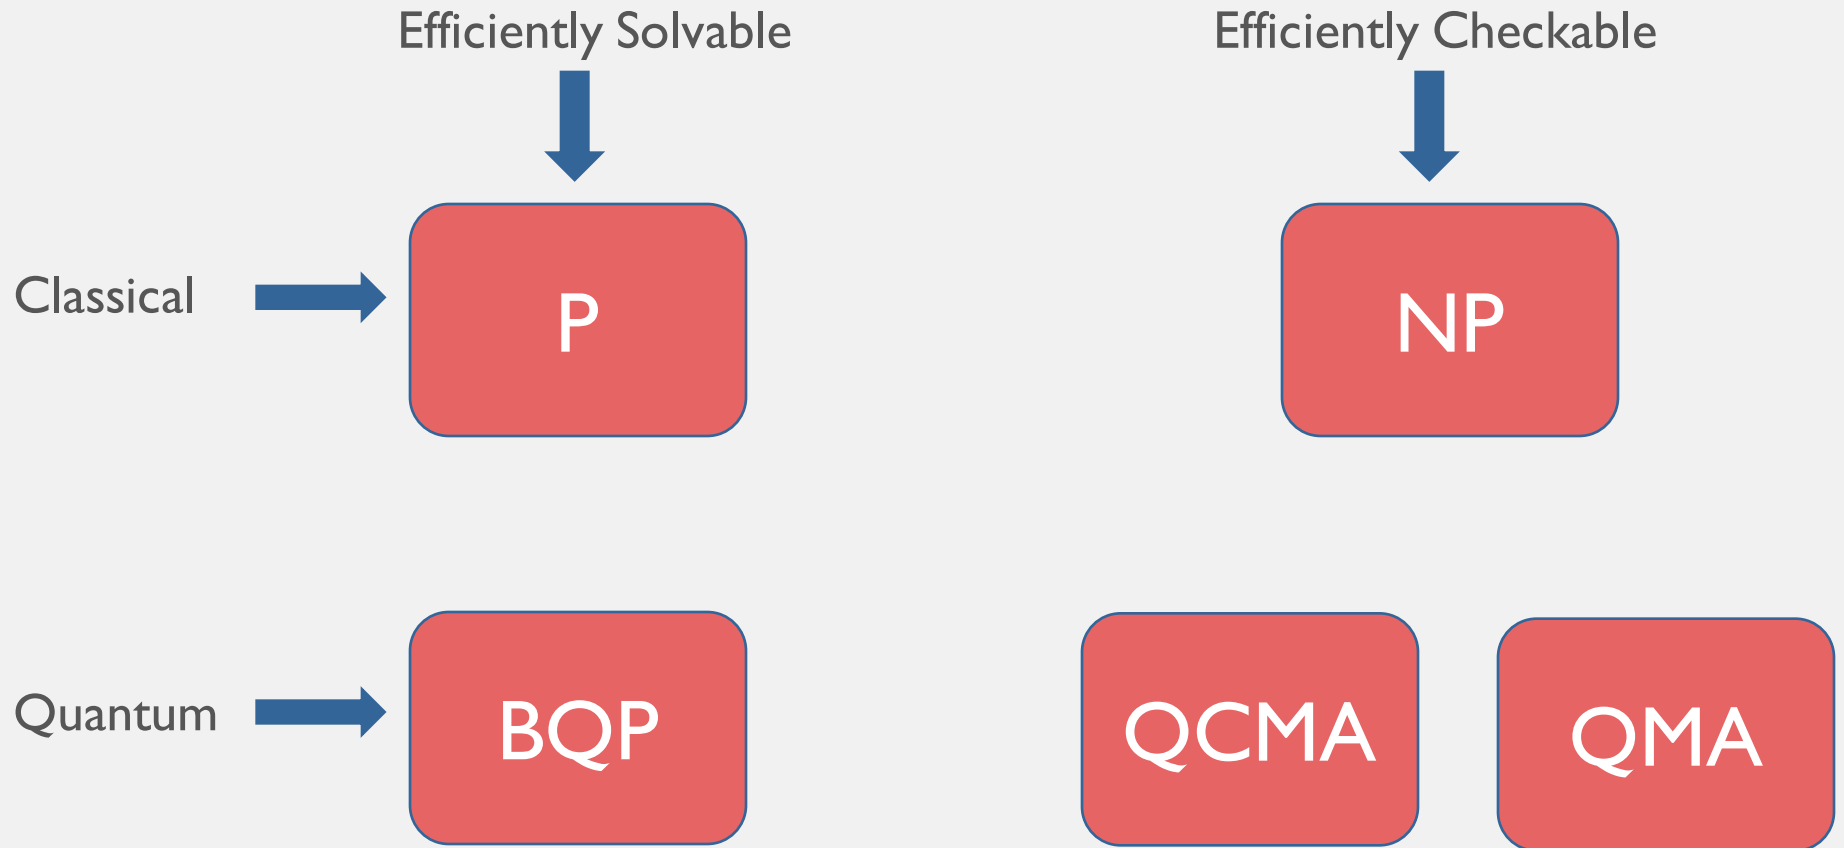 Efficiently Solvable
Efficiently Checkable
Classical
P
NP
Quantum
BQP
QCMA
QMA